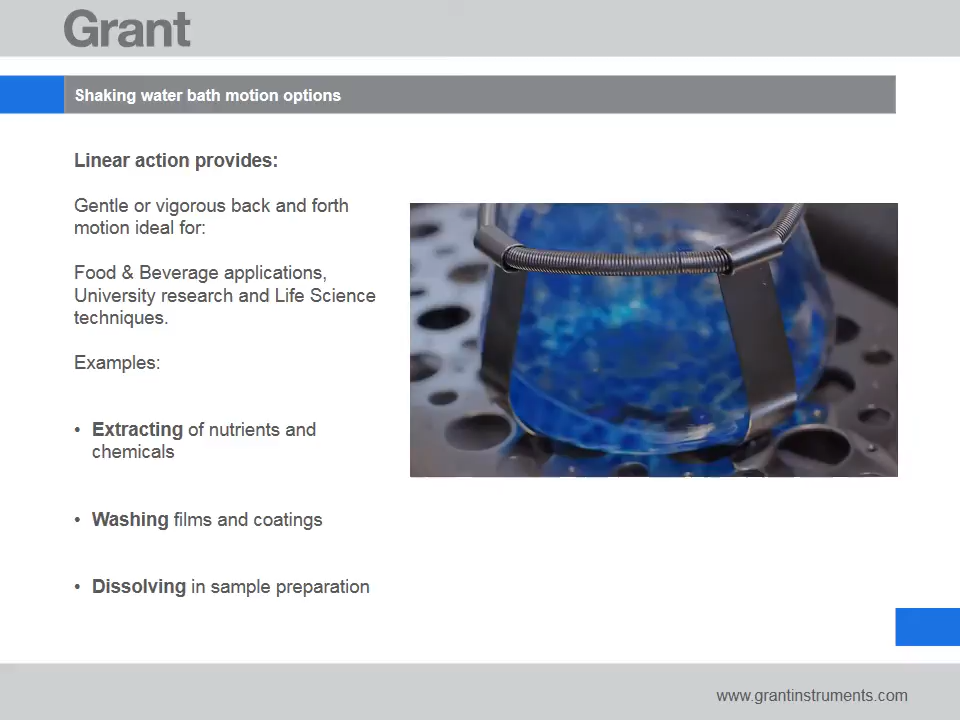 Grant
Shaking water bath motion options
Linear action provides:
Gentle or vigorous back and forth
motion ideal for:
Food & Beverage applications,
University research and Life Science
techniques.
Examples:
• Extracting of nutrients and
chemicals
• Washing films and coatings
• Dissolving in sample preparation
www.grantinstruments.com